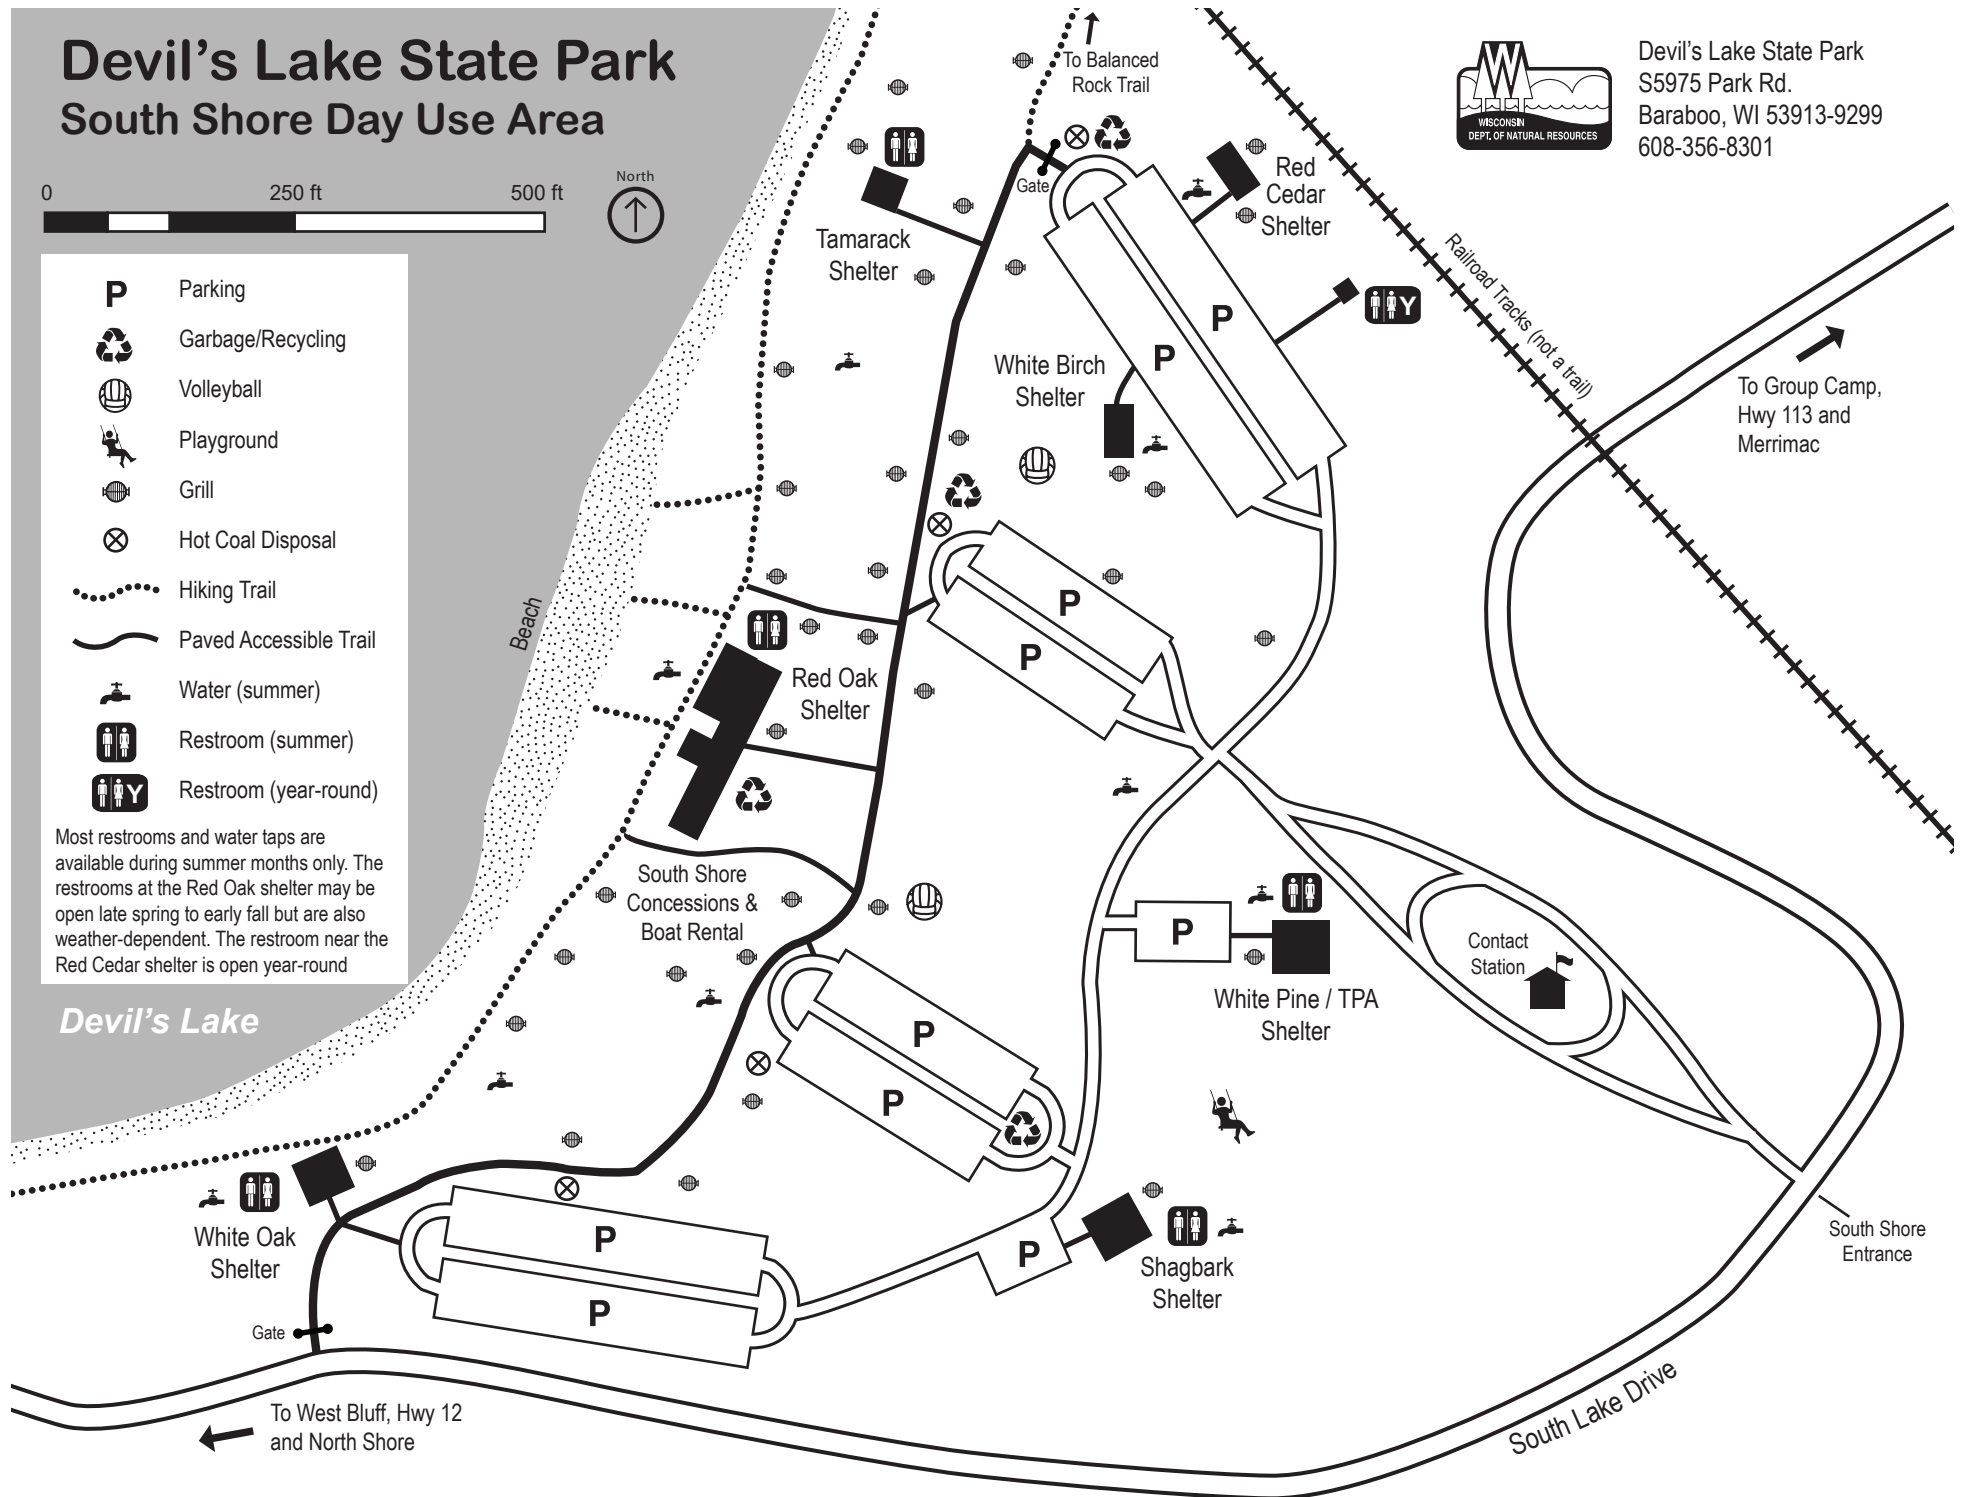 Devil's Lake State Park
South Shore Day Use Area
0 250 ft 500 ft
North
P Parking
Garbage/Recycling
Volleyball
Playground
Grill
Hot Coal Disposal
Hiking Trail
Paved Accessible Trail
Water (summer)
Restroom (summer)
Y Restroom (year-round)
Most restrooms and water taps are
available during summer months only. The
restrooms at the Red Oak shelter may be
open late spring to early fall but are also
weather-dependent. The restroom near the
Red Cedar shelter is open year-round
Devil's Lake
Beach
To Balanced
Rock Trail
Gate
Tamarack
Shelter
Red
Cedar
Shelter
Y
P
P
White Birch
Shelter
Railroad Tracks (not a trail)
WISCONSIN
DEPT. OF NATURAL RESOURCES
Devil's Lake State Park
S5975 Park Rd.
Baraboo, WI 53913-9299
608-356-8301
To Group Camp,
Hwy 113 and
Merrimac
P
P
Red Oak
Shelter
South Shore
Concessions &
Boat Rental
P
White Pine / TPA
Shelter
Contact
Station
P
P
White Oak
Shelter
P
P
P
Shagbark
Shelter
South Shore
Entrance
Gate
To West Bluff, Hwy 12
and North Shore
South Lake Drive